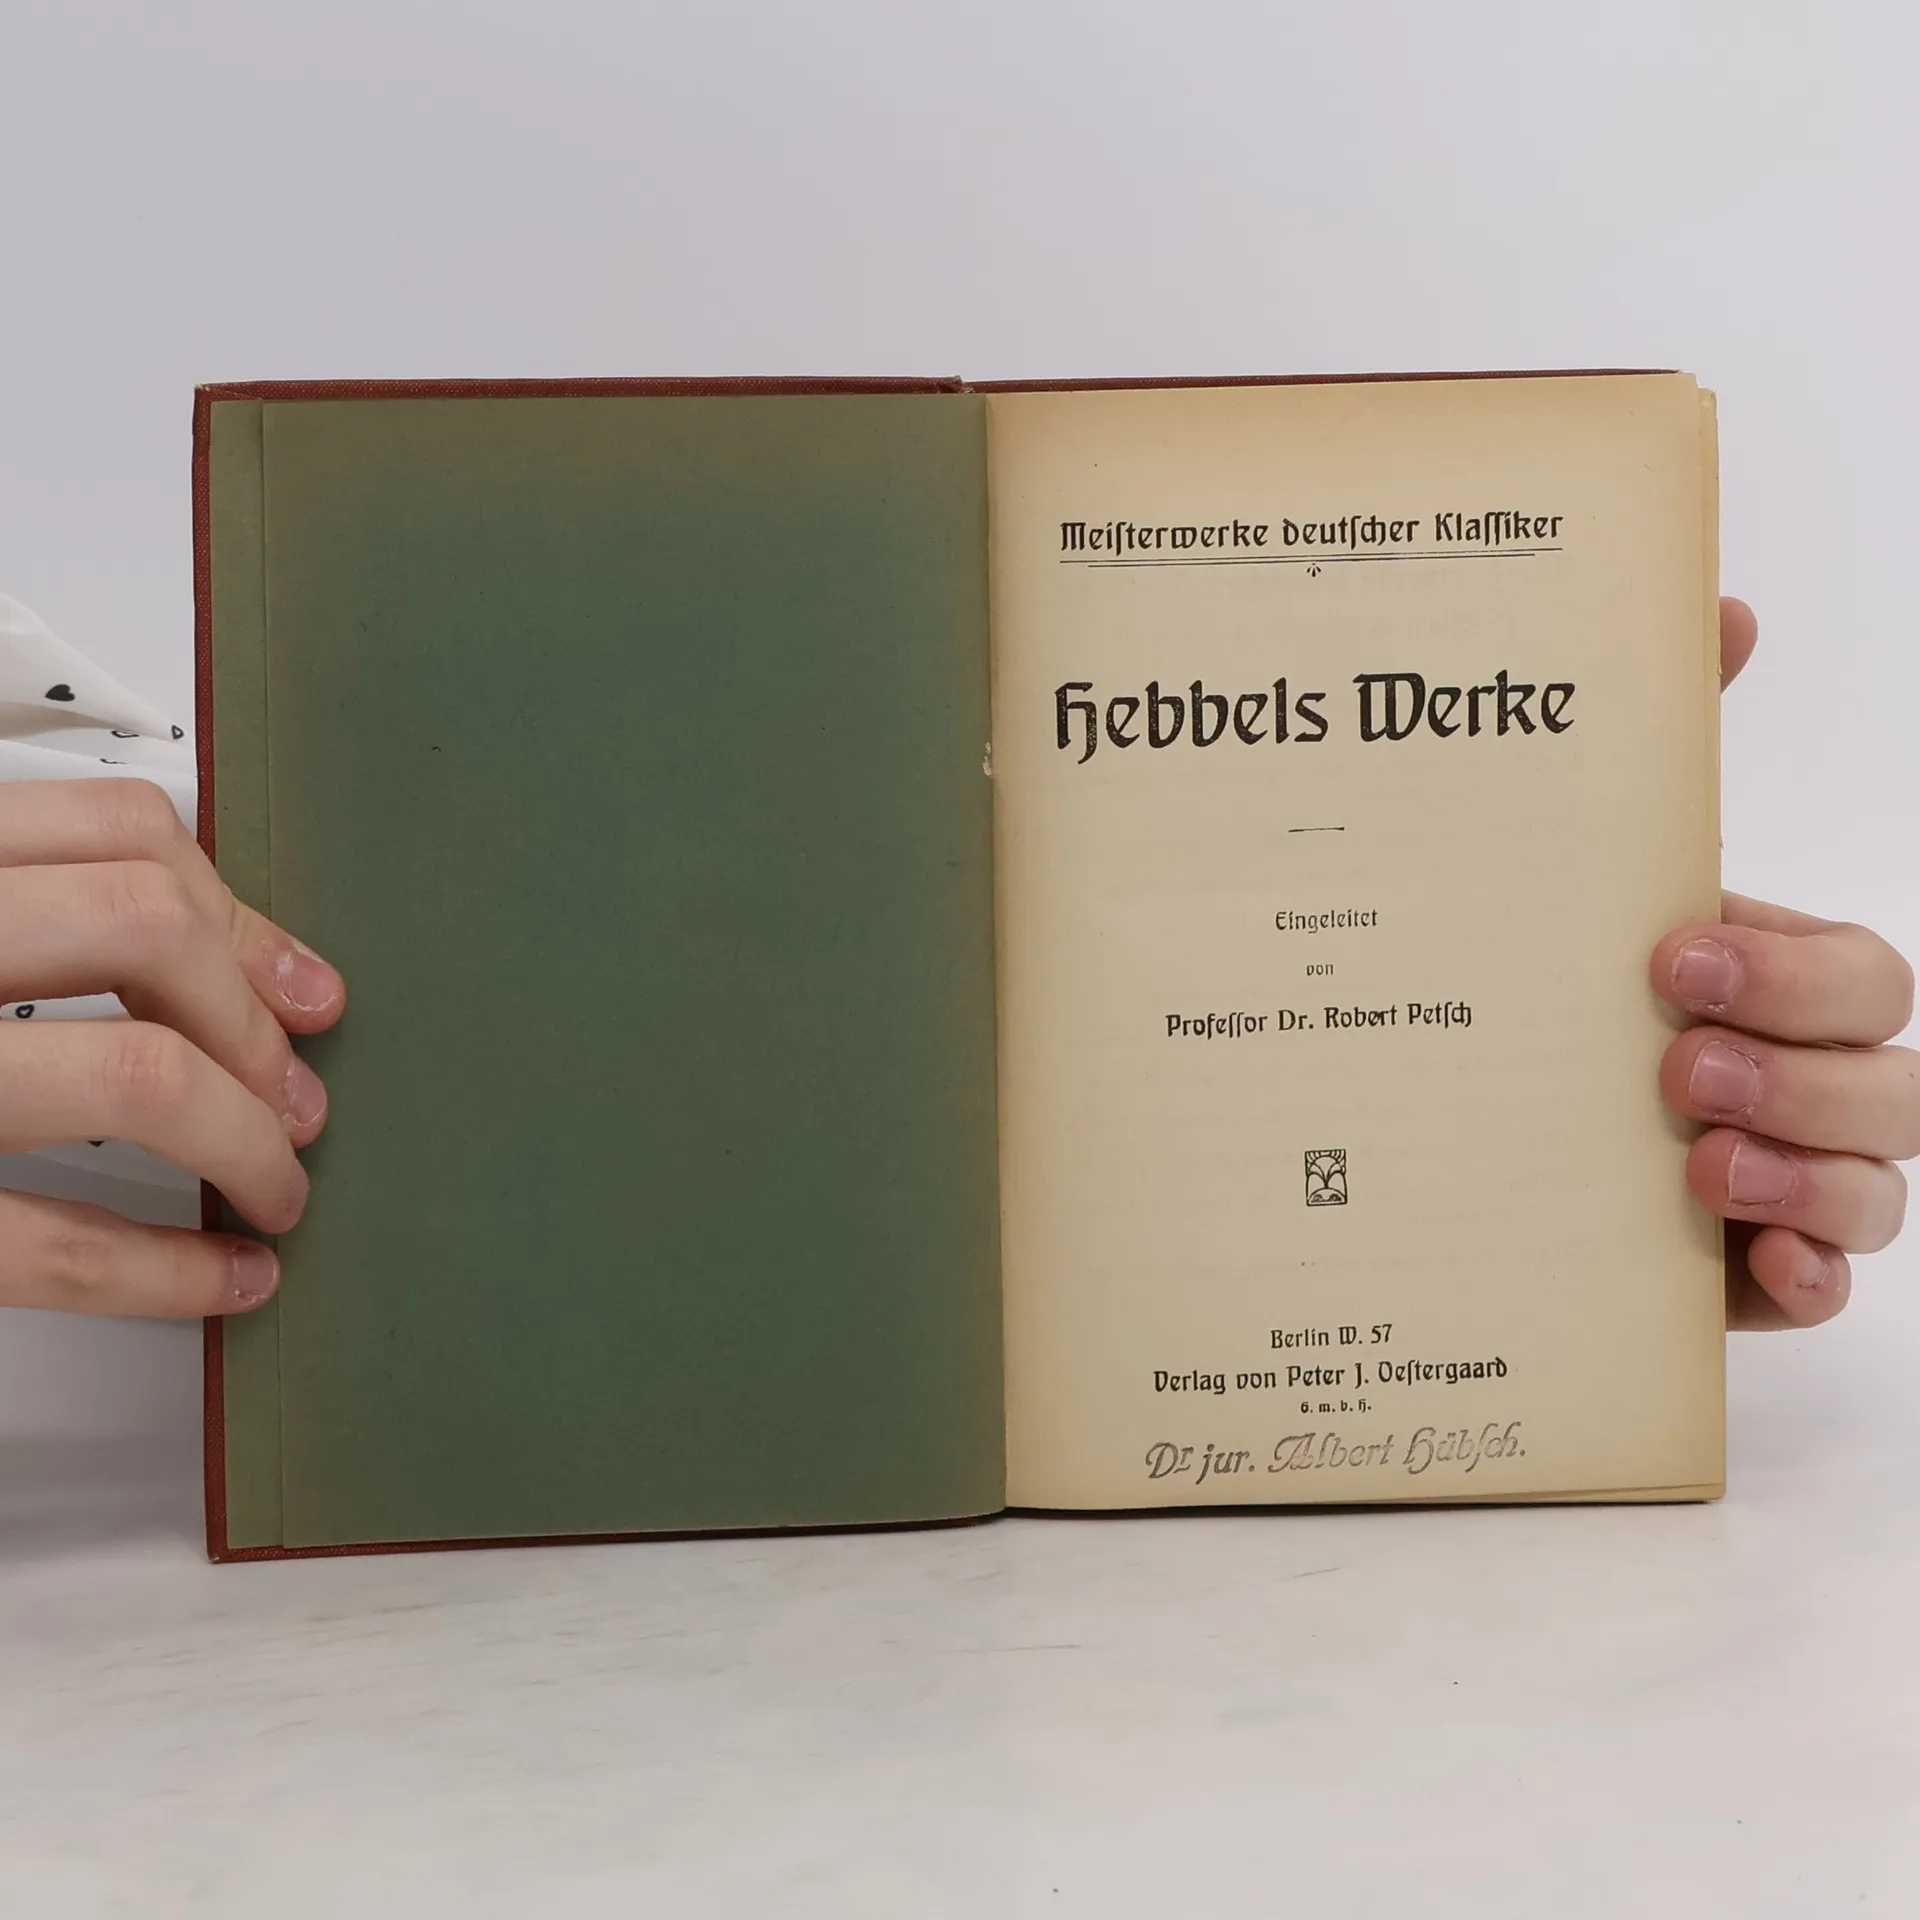 Meiſterwerke deutſcher Klaſſiker
Hebbels Werke
Eingeleitet
von
Profeſſor Dr. Robert Petſch
Berlin W. 57
Verlag von Peter J. Oeſtergaard
G. m. b. H.
Dr jur. Albert Hübſch.